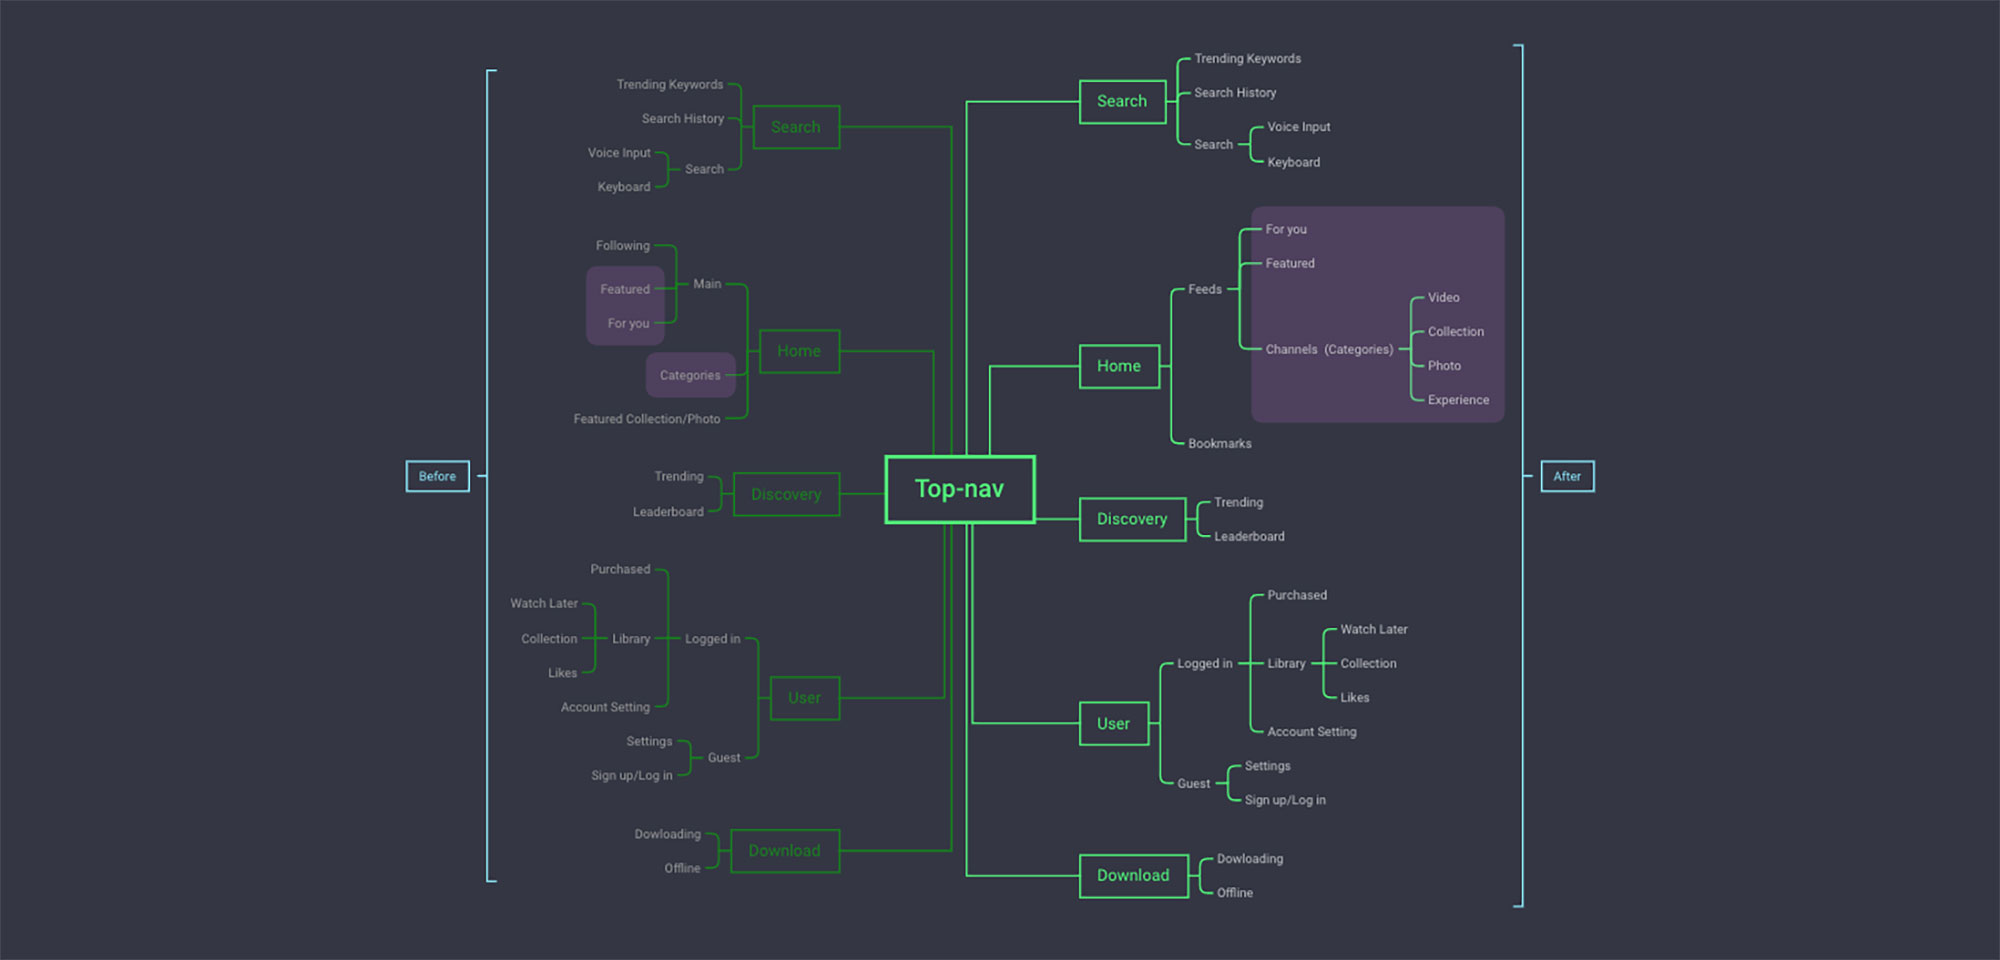 Before
Trending Keywords
Search History
Voice Input
Keyboard
Search
Search
Following
Featured
For you
Main
Categories
Featured Collection/Photo
Home
Trending
Leaderboard
Discovery
Purchased
Watch Later
Collection
Likes
Library
Account Setting
Logged in
Settings
Sign up/Log in
Guest
User
Dowloading
Offline
Download
Top-nav
Search
Trending Keywords
Search History
Search
Voice Input
Keyboard
Home
Feeds
For you
Featured
Channels (Categories)
Video
Collection
Photo
Experience
Bookmarks
Discovery
Trending
Leaderboard
User
Logged in
Purchased
Library
Watch Later
Collection
Likes
Account Setting
Guest
Settings
Sign up/Log in
Download
Dowloading
Offline
After